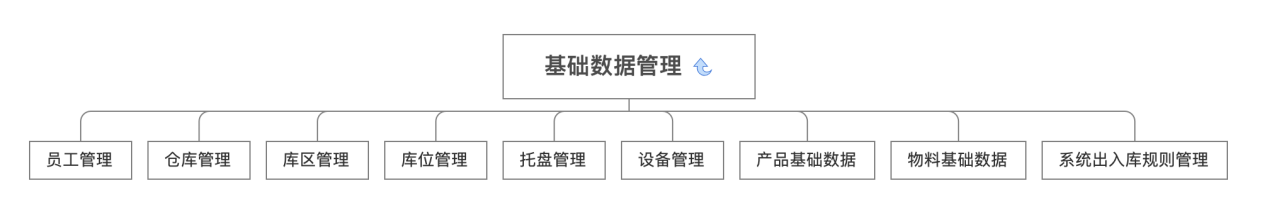 基础数据管理
员工管理
仓库管理
库区管理
库位管理
托盘管理
设备管理
产品基础数据
物料基础数据
系统出入库规则管理